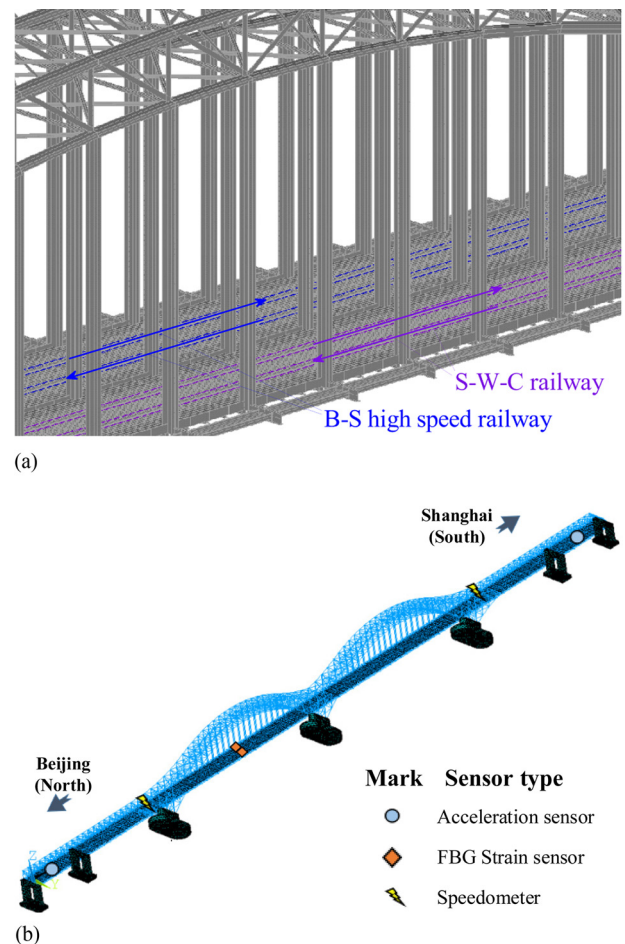 S-W-C railway
B-S high speed railway
(a)
Shanghai
(South)
Beijing
(North)
Mark Sensor type
Acceleration sensor
FBG Strain sensor
Speedometer
Z
Y
(b)